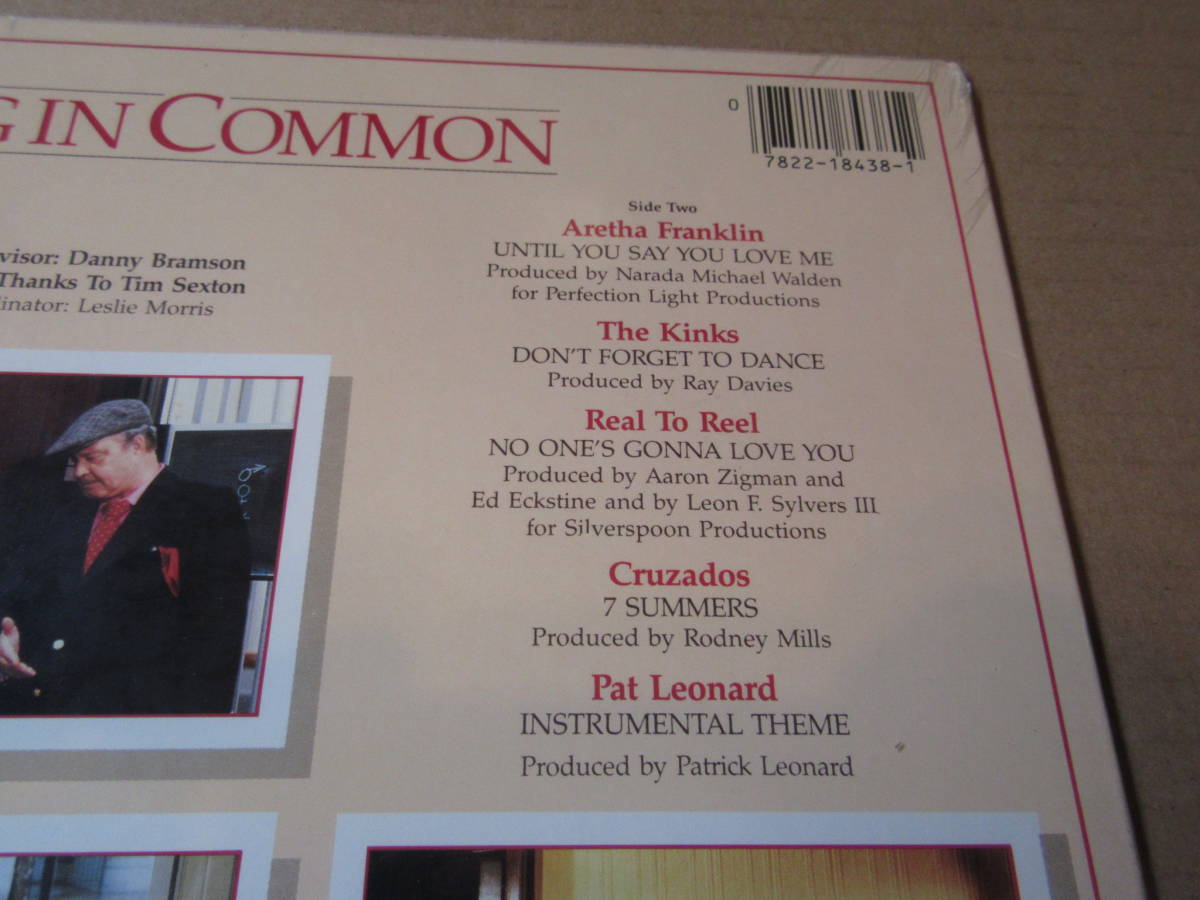 IN COMMON
0
7822-18438-1
Danny Bramson
Thanks To Tim Sexton
Leslie Morris
Side Two
Aretha Franklin
UNTIL YOU SAY YOU LOVE ME
Produced by Narada Michael Walden
for Perfection Light Productions
The Kinks
DON'T FORGET TO DANCE
Produced by Ray Davies
Real To Reel
NO ONE'S GONNA LOVE YOU
Produced by Aaron Zigman and
Ed Eckstine and by Leon F. Sylvers III
for Silverspoon Productions
Cruzados
7 SUMMERS
Produced by Rodney Mills
Pat Leonard
INSTRUMENTAL THEME
Produced by Patrick Leonard